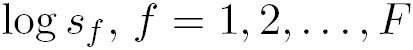 log s_f, f = 1, 2, . . . , F